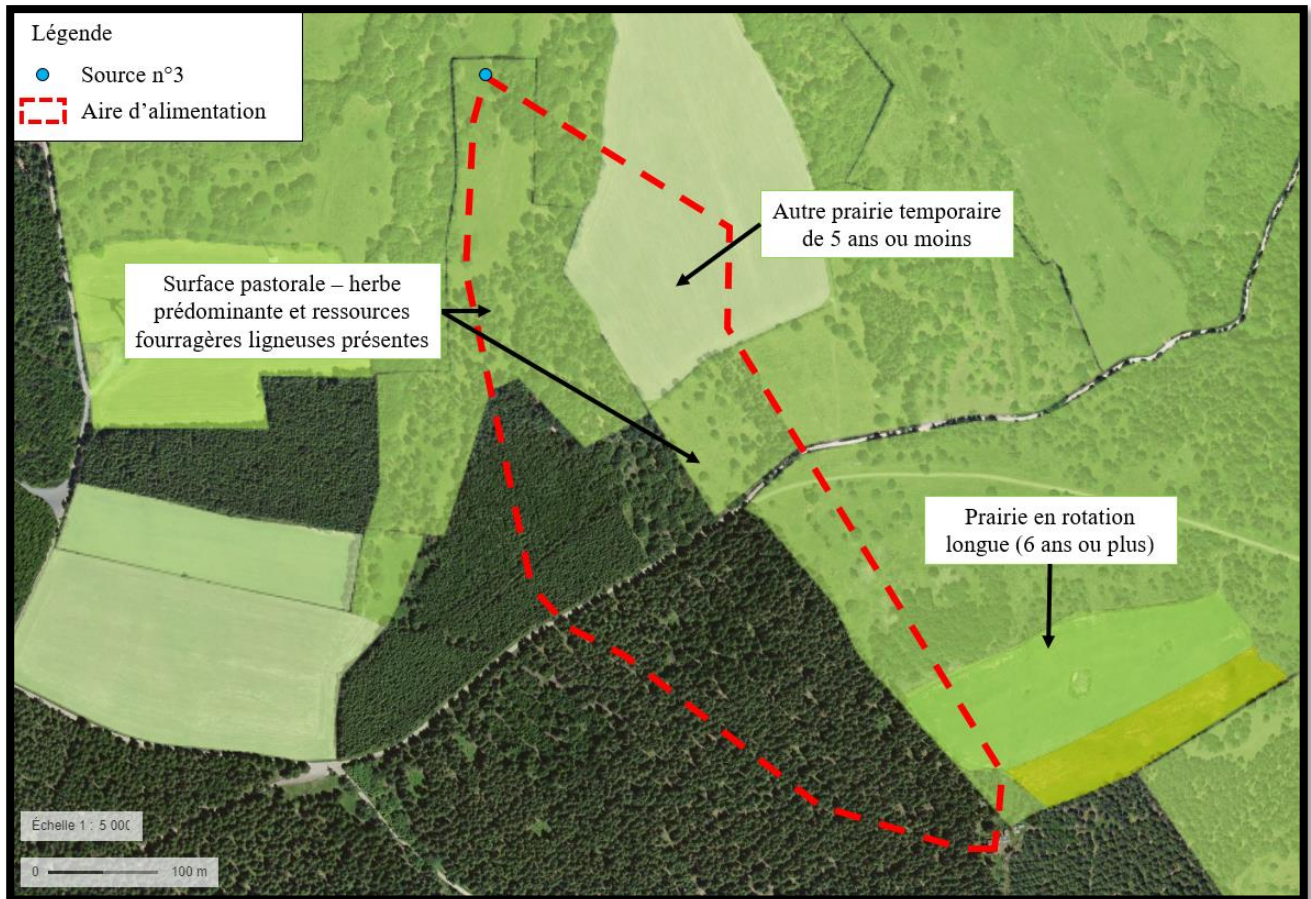 Légende
Source n°3
Aire d’alimentation
Autre prairie temporaire
de 5 ans ou moins
Surface pastorale – herbe
prédominante et ressources
fourragères ligneuses présentes
Prairie en rotation
longue (6 ans ou plus)
Échelle 1 : 5 000
0 100 m